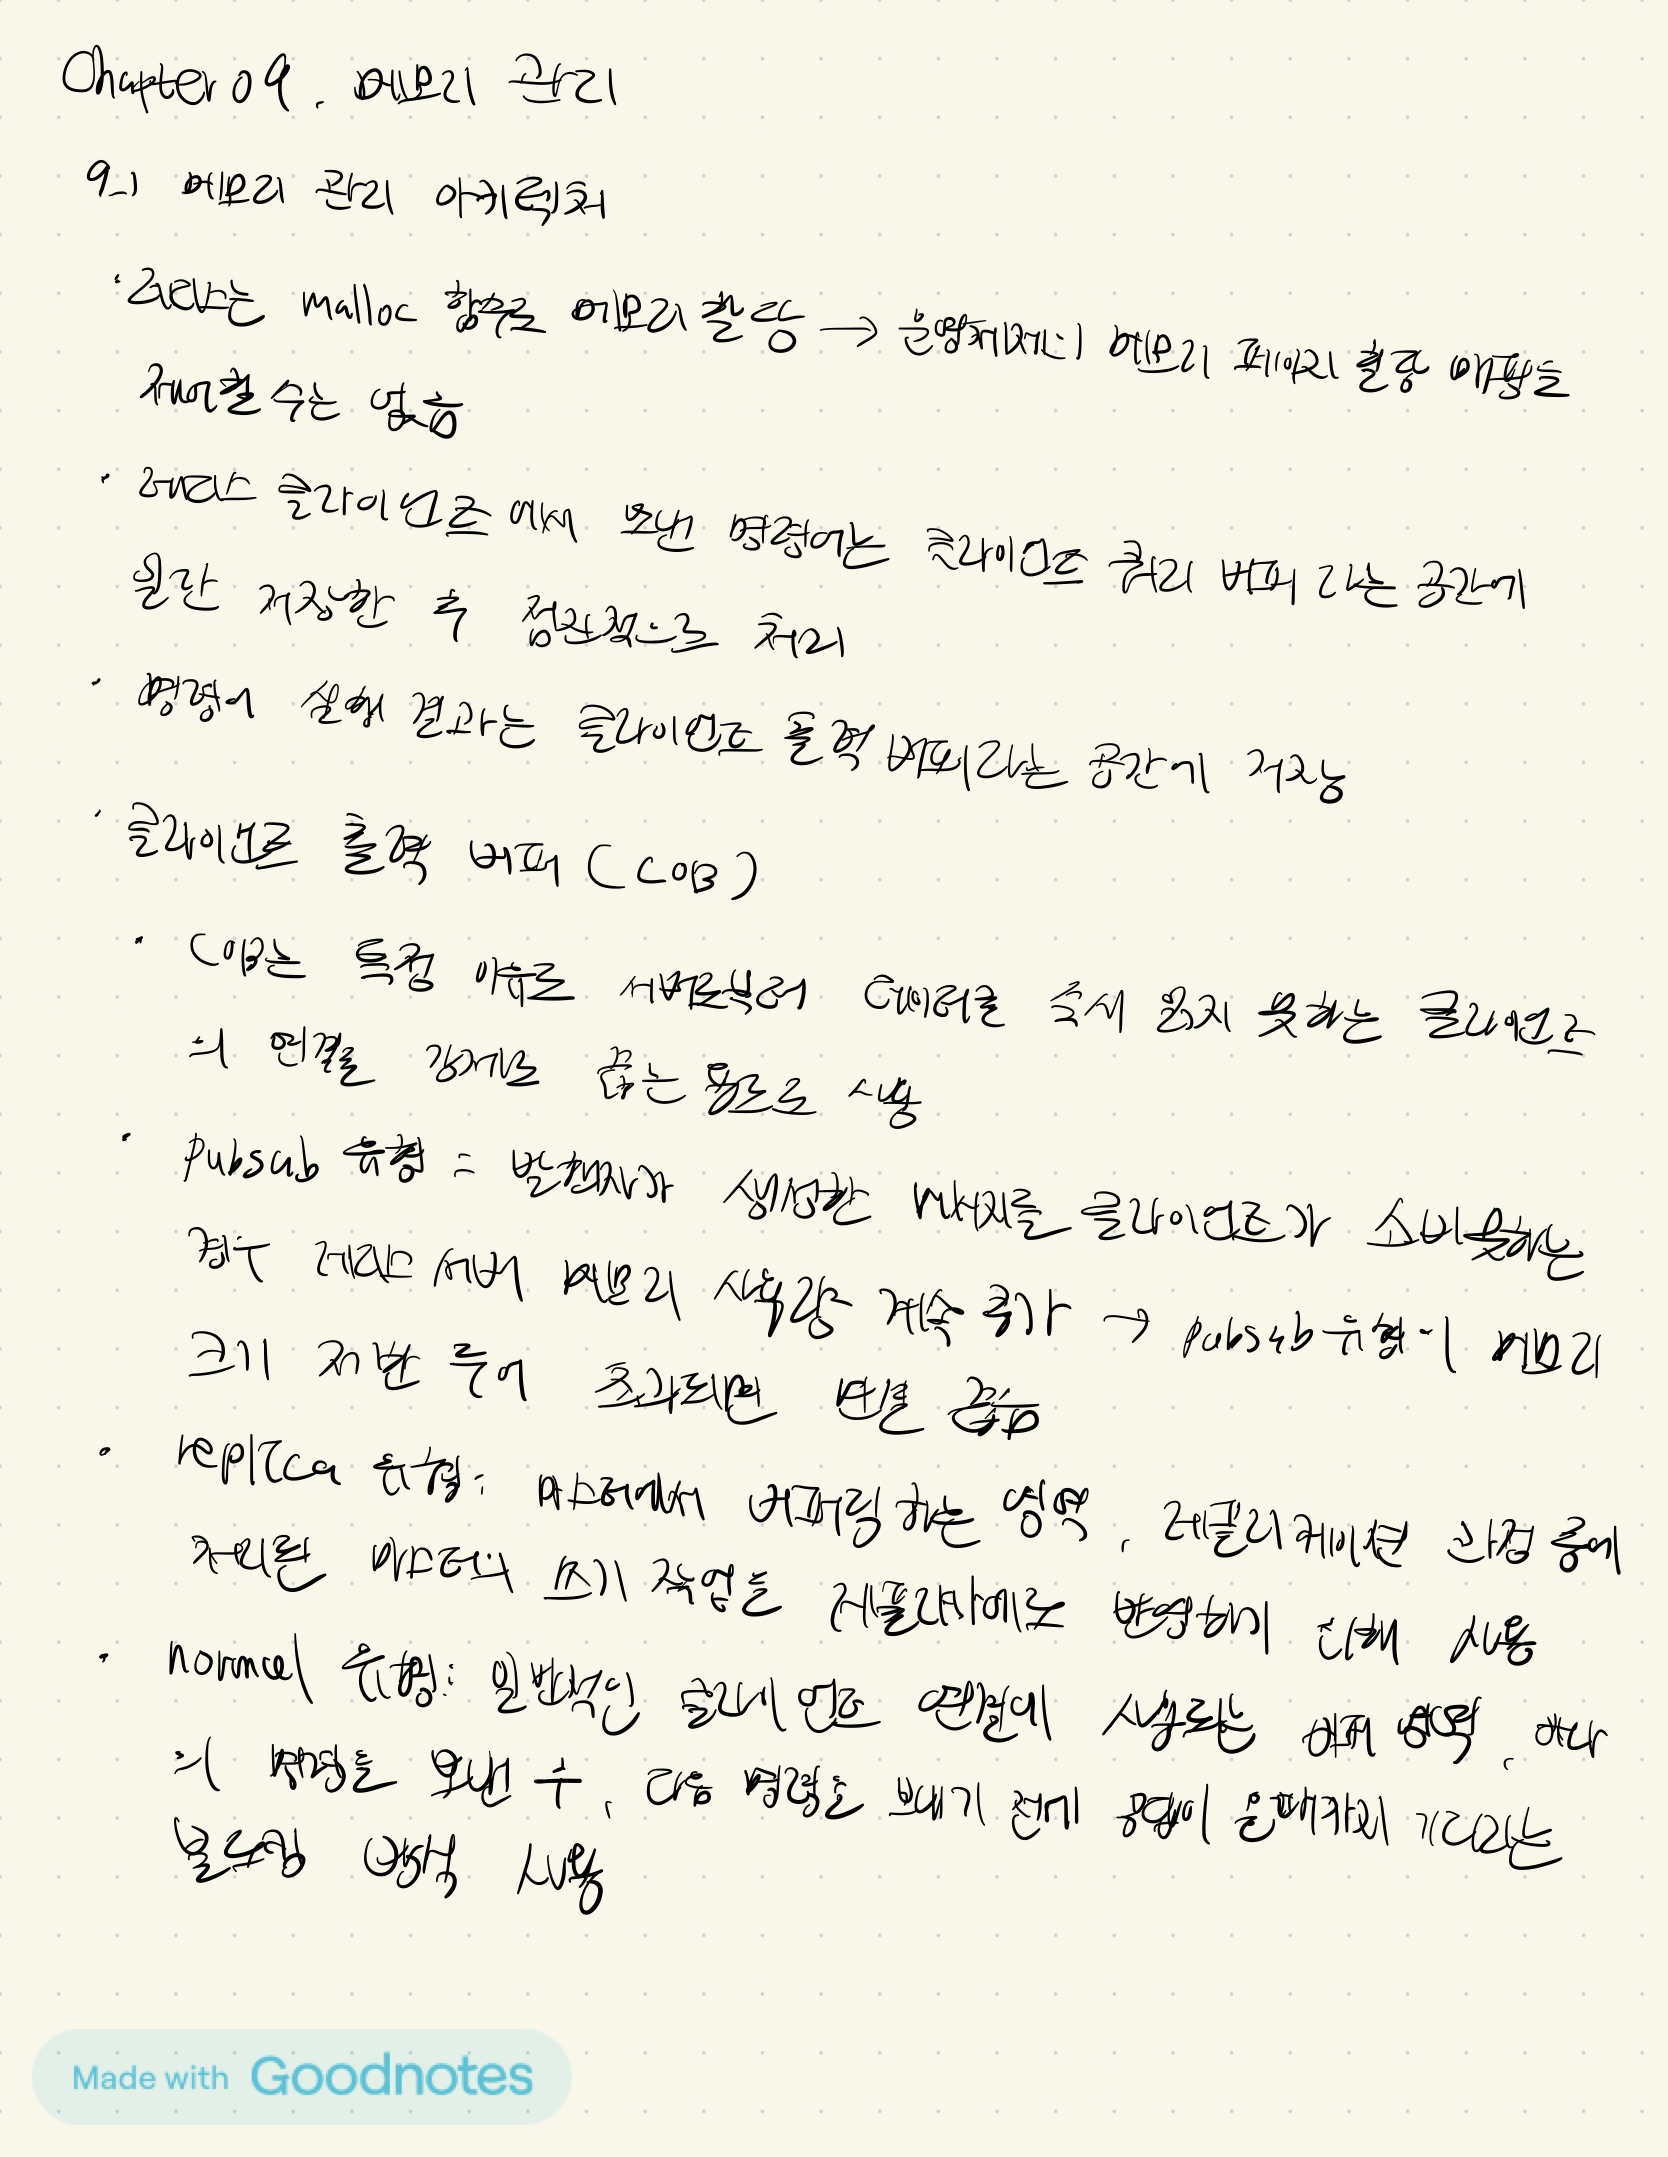 Chapter 09. 메모리 관리
9_1 메모리 관리 아키텍처
· 레디스는 malloc 함수로 메모리 할당 → 운영체제의 메모리 페이지 할당 매핑을
제어할 수는 없음
· 레디스 클라이언트에서 보낸 명령어는 클라이언트 쿼리 버퍼 라는 공간에
일단 저장한 후 점진적으로 처리
· 명령어 실행 결과는 클라이언트 출력 버퍼라는 공간에 저장
· 클라이언트 출력 버퍼 (COB)
· COB는 특정 이유로 서버로부터 데이터를 즉시 읽지 못하는 클라이언트
의 연결을 강제로 끊는 용도로 사용
· pubsub 유형 = 발행자가 생성한 메시지를 클라이언트가 소비못하는
경우 레디스 서버 메모리 사용량 계속 증가 → pubsub 유형이 메모리
크기 제한 두어 초과되면 연결 끊음
· replica 유형: 마스터에서 버퍼링 하는 영역, 레플리케이션 과정 중에
처리된 마스터의 쓰기 작업을 레플리카에도 반영하기 위해 사용
· normal 유형: 일반적인 클라이언트 연결에 사용되는 버퍼 영역, 하나
의 명령을 보낸 후, 다음 명령을 보내기 전에 응답이 올때까지 기다리는
블로킹 방식 사용
Made with Goodnotes